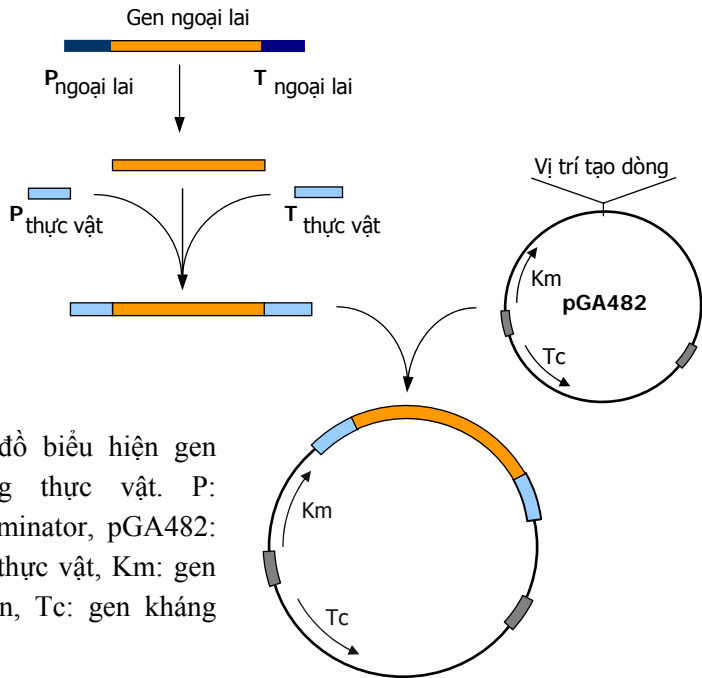 Gen ngoại lai
P ngoại lai
T ngoại lai
P thực vật
T thực vật
Vị trí tạo dòng
Km
pGA482
Tc
Km
Tc
đồ biểu hiện gen
g thực vật. P:
minator, pGA482:
thực vật, Km: gen
n, Tc: gen kháng